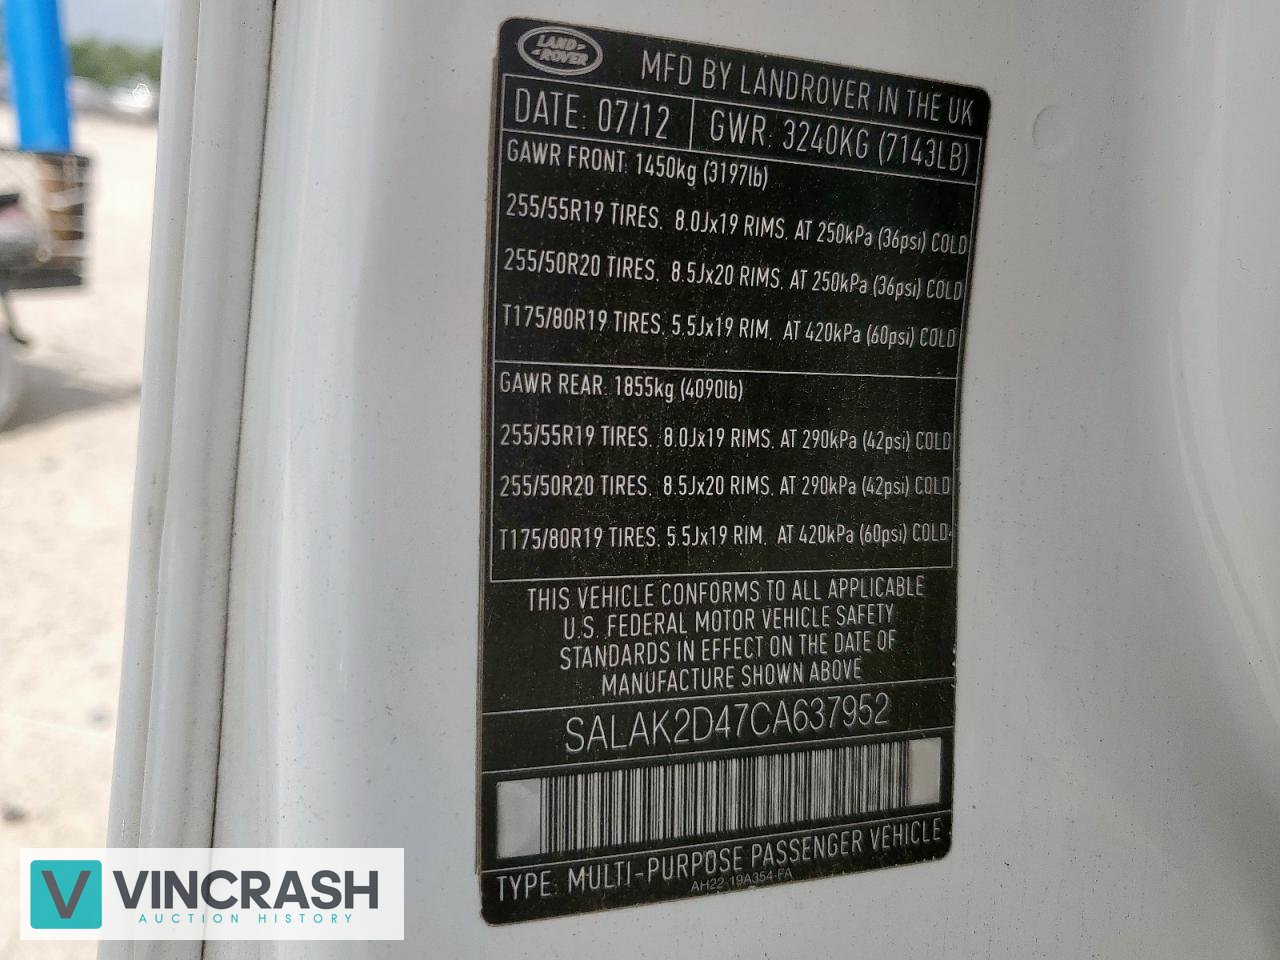 LAND
ROVER
MFD BY LANDROVER IN THE UK
DATE: 07/12
GWR: 3240KG (7143LB)
GAWR FRONT: 1450kg (3197lb)
255/55R19 TIRES, 8.0Jx19 RIMS, AT 250kPa (36psi) COLD
255/50R20 TIRES, 8.5Jx20 RIMS, AT 250kPa (36psi) COLD
T175/80R19 TIRES, 5.5Jx19 RIM, AT 420kPa (60psi) COLD
GAWR REAR: 1855kg (4090lb)
255/55R19 TIRES, 8.0Jx19 RIMS, AT 290kPa (42psi) COLD
255/50R20 TIRES, 8.5Jx20 RIMS, AT 290kPa (42psi) COLD
T175/80R19 TIRES, 5.5Jx19 RIM, AT 420kPa (60psi) COLD
THIS VEHICLE CONFORMS TO ALL APPLICABLE
U.S. FEDERAL MOTOR VEHICLE SAFETY
STANDARDS IN EFFECT ON THE DATE OF
MANUFACTURE SHOWN ABOVE
SALAK2D47CA637952
TYPE: MULTI-PURPOSE PASSENGER VEHICLE
AH22-19A354-FA
V VINCRASH
AUCTION HISTORY